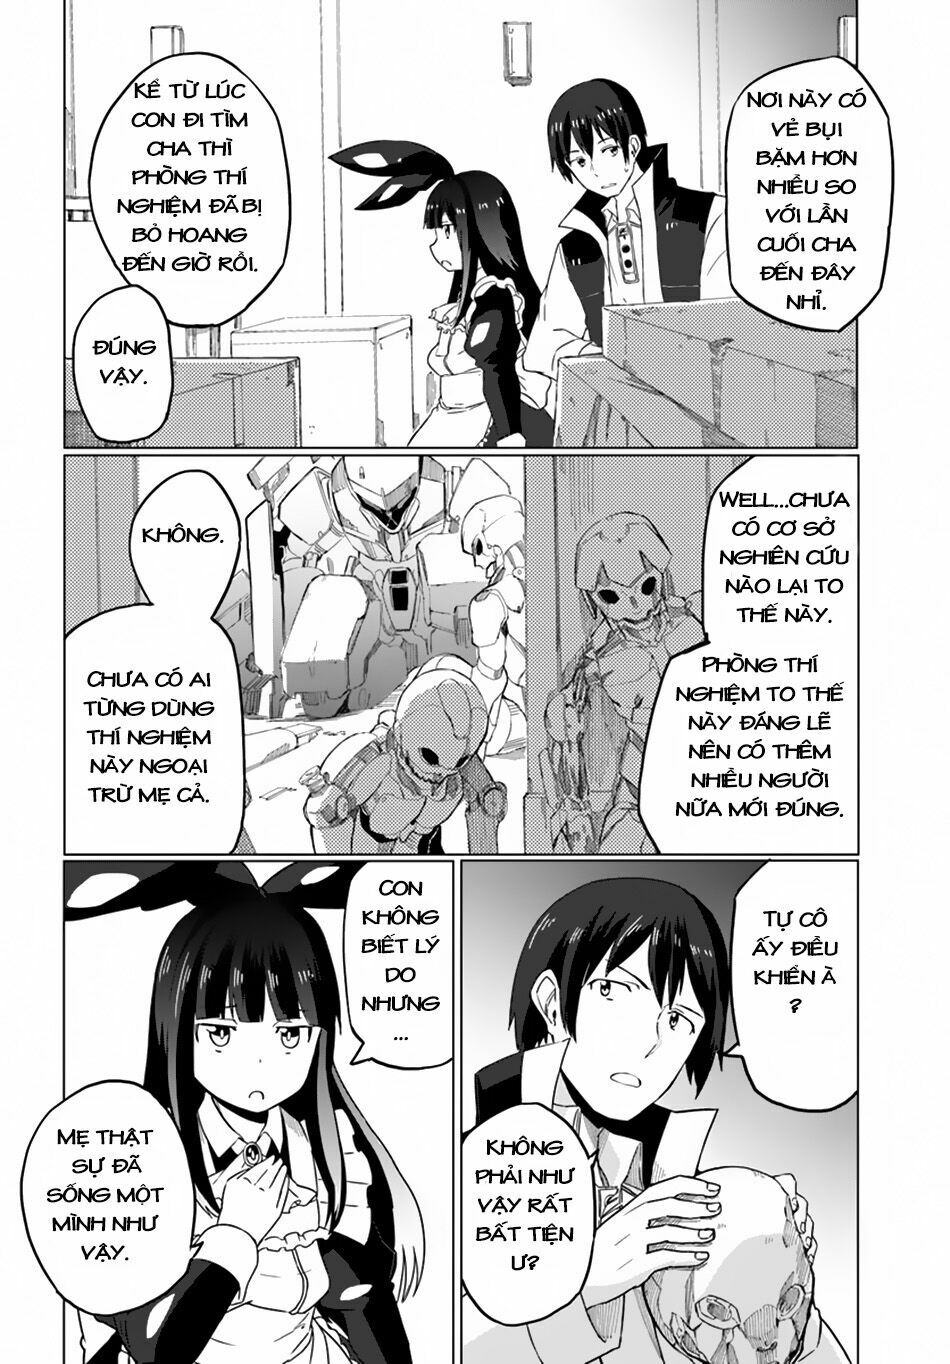 NƠI NÀY CÓ
VẺ BỤI
BẶM HƠN
NHIỀU SO
VỚI LẦN
CUỐI CHA
ĐẾN ĐÂY
NHỈ.
KỂ TỪ LÚC
CON ĐI TÌM
CHA THÌ
PHÒNG THÍ
NGHIỆM ĐÃ BỊ
BỎ HOANG
ĐẾN GIỜ RỒI.
ĐÚNG
VẬY.
WELL...CHƯA
CÓ CƠ SỞ
NGHIÊN CỨU
NÀO LẠI TO
THẾ NÀY.
PHÒNG THÍ
NGHIỆM TO THẾ
NÀY ĐÁNG LẼ
NÊN CÓ THÊM
NHIỀU NGƯỜI
NỮA MỚI ĐÚNG.
KHÔNG.
CHƯA CÓ AI
TỪNG DÙNG
THÍ NGHIỆM
NÀY NGOẠI
TRỪ MẸ CẢ.
TỰ CÔ
ẤY ĐIỀU
KHIỂN À
?
KHÔNG
PHẢI NHƯ
VẬY RẤT
BẤT TIỆN
Ư?
CON
KHÔNG
BIẾT LÝ
DO
NHƯNG
...
MẸ THẬT
SỰ ĐÃ
SỐNG MỘT
MÌNH NHƯ
VẬY.